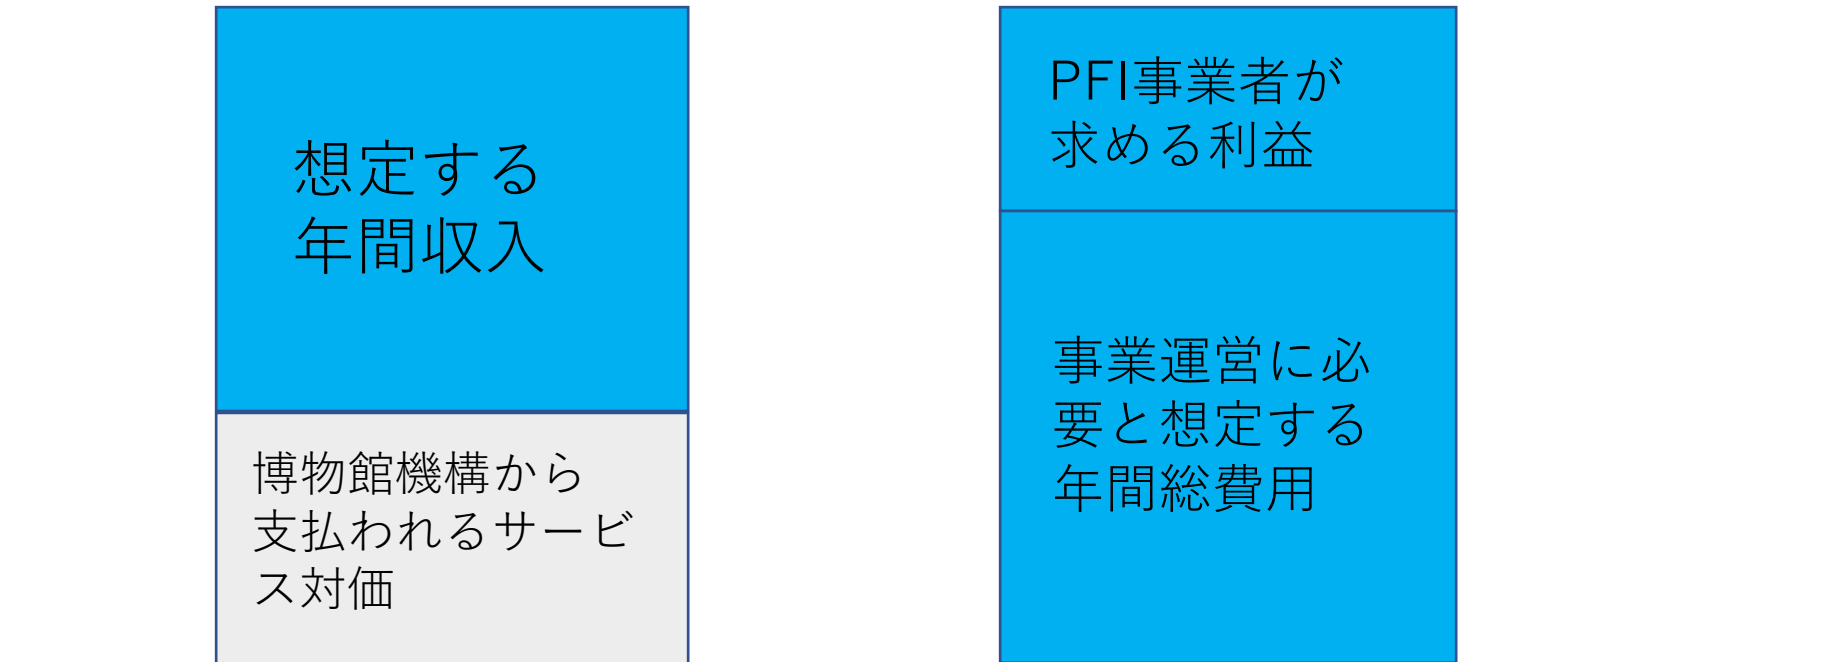 想定する
年間収入
博物館機構から
支払われるサービ
ス対価
PFI事業者が
求める利益
事業運営に必
要と想定する
年間総費用